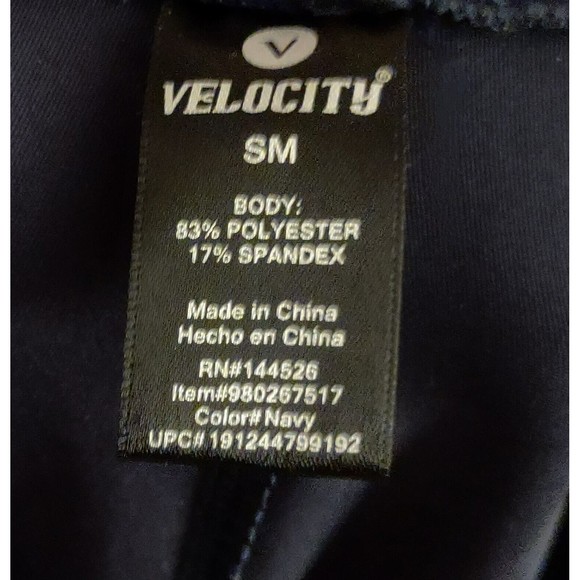 V
VELOCITY®
SM
BODY:
83% POLYESTER
17% SPANDEX
Made in China
Hecho en China
RN#144526
Item#980267517
Color# Navy
UPC# 191244799192